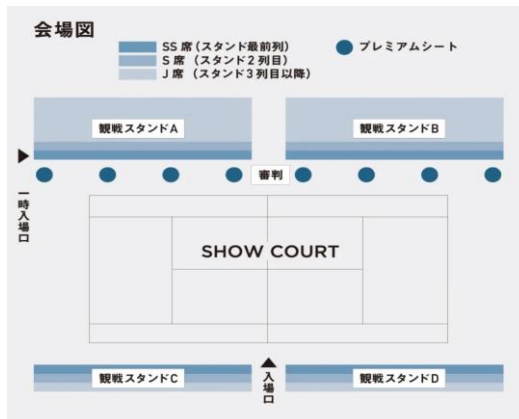 会場図
SS席(スタンド最前列)
S席 (スタンド2列目)
J席 (スタンド3列目以降)
プレミアムシート
観戦スタンドA
観戦スタンドB
審判
一時入場口
SHOW COURT
観戦スタンドC
入場口
観戦スタンドD